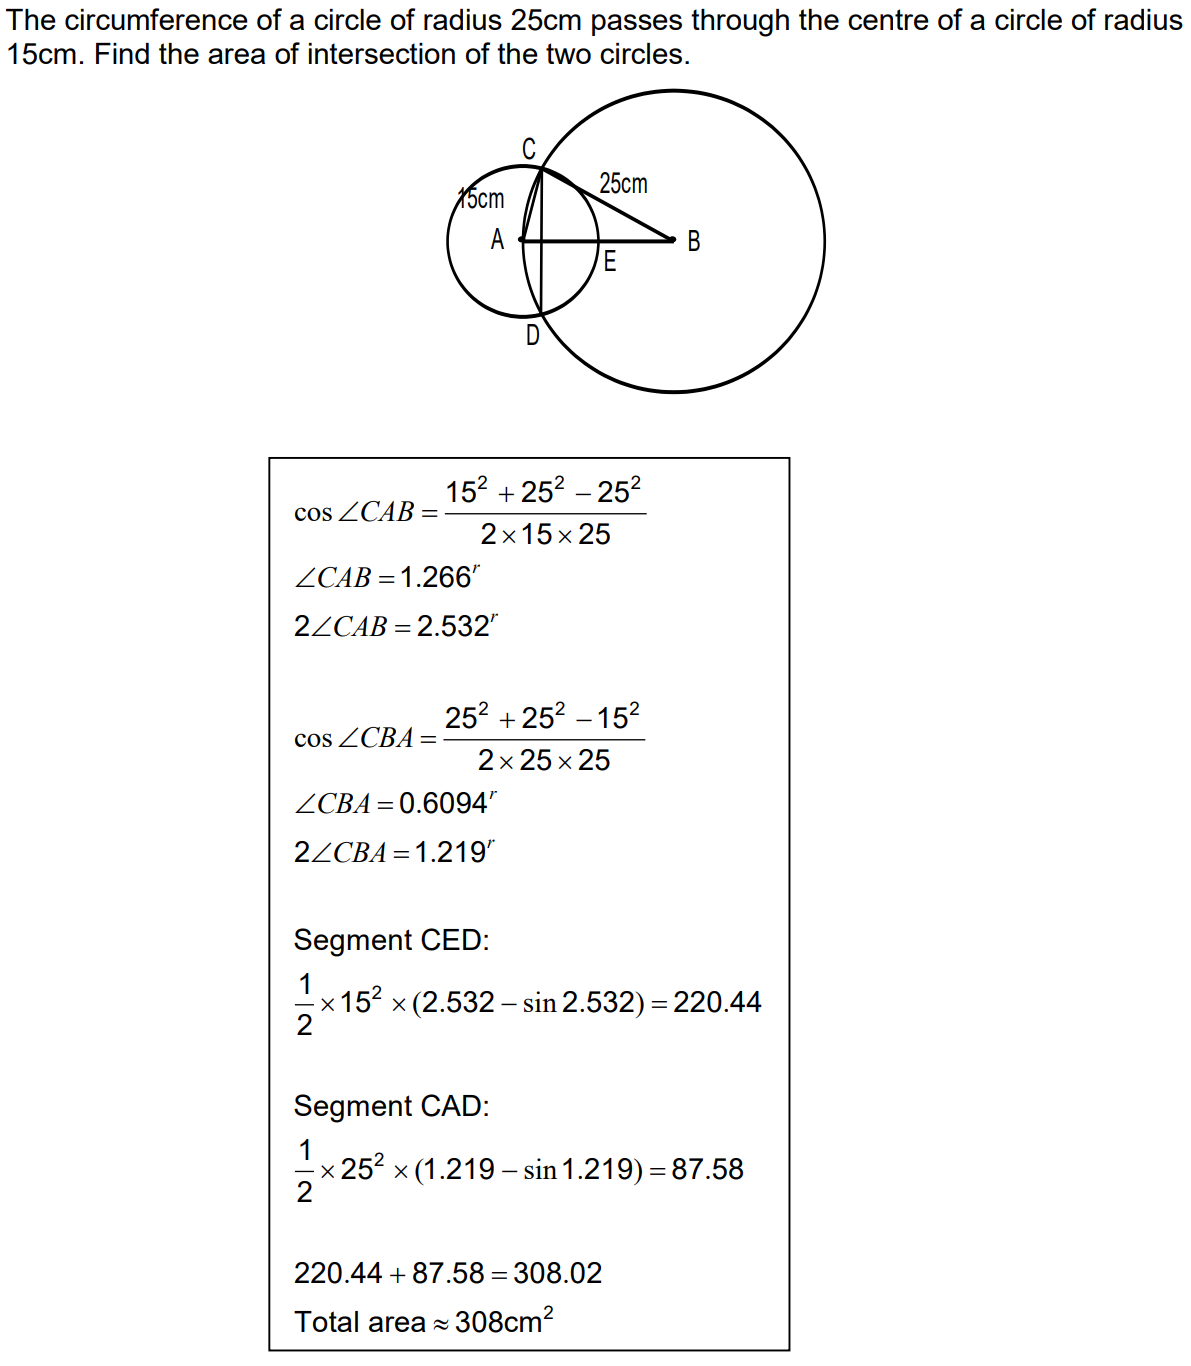 The circumference of a circle of radius 25cm passes through the centre of a circle of radius
15cm. Find the area of intersection of the two circles.
C
25cm
15cm
A
B
E
D
cos ∠CAB = (15² + 25² − 25²) / (2 × 15 × 25)
∠CAB = 1.266ʳ
2∠CAB = 2.532ʳ
cos ∠CBA = (25² + 25² − 15²) / (2 × 25 × 25)
∠CBA = 0.6094ʳ
2∠CBA = 1.219ʳ
Segment CED:
1/2 × 15² × (2.532 − sin 2.532) = 220.44
Segment CAD:
1/2 × 25² × (1.219 − sin 1.219) = 87.58
220.44 + 87.58 = 308.02
Total area ≈ 308cm²